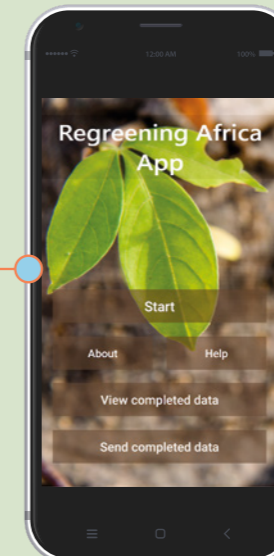 12:00 AM 100%
Regreening Africa
App
Start
About Help
View completed data
Send completed data